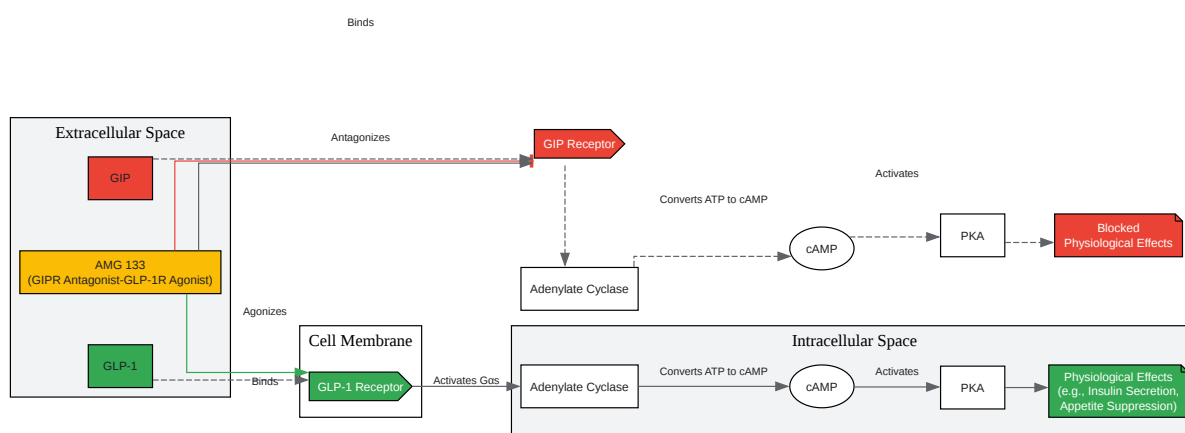 Binds
Extracellular Space
Antagonizes
GIP Receptor
GIP
Activates
Converts ATP to cAMP
Blocked
Physiological Effects
PKA
cAMP
AMG 133
(GIPR Antagonist-GLP-1R Agonist)
Adenylate Cyclase
Agonizes
Cell Membrane
Intracellular Space
GLP-1
Binds
GLP-1 Receptor
Activates Gαs
Adenylate Cyclase
Converts ATP to cAMP
cAMP
Activates
PKA
Physiological Effects
(e.g., Insulin Secretion,
Appetite Suppression)